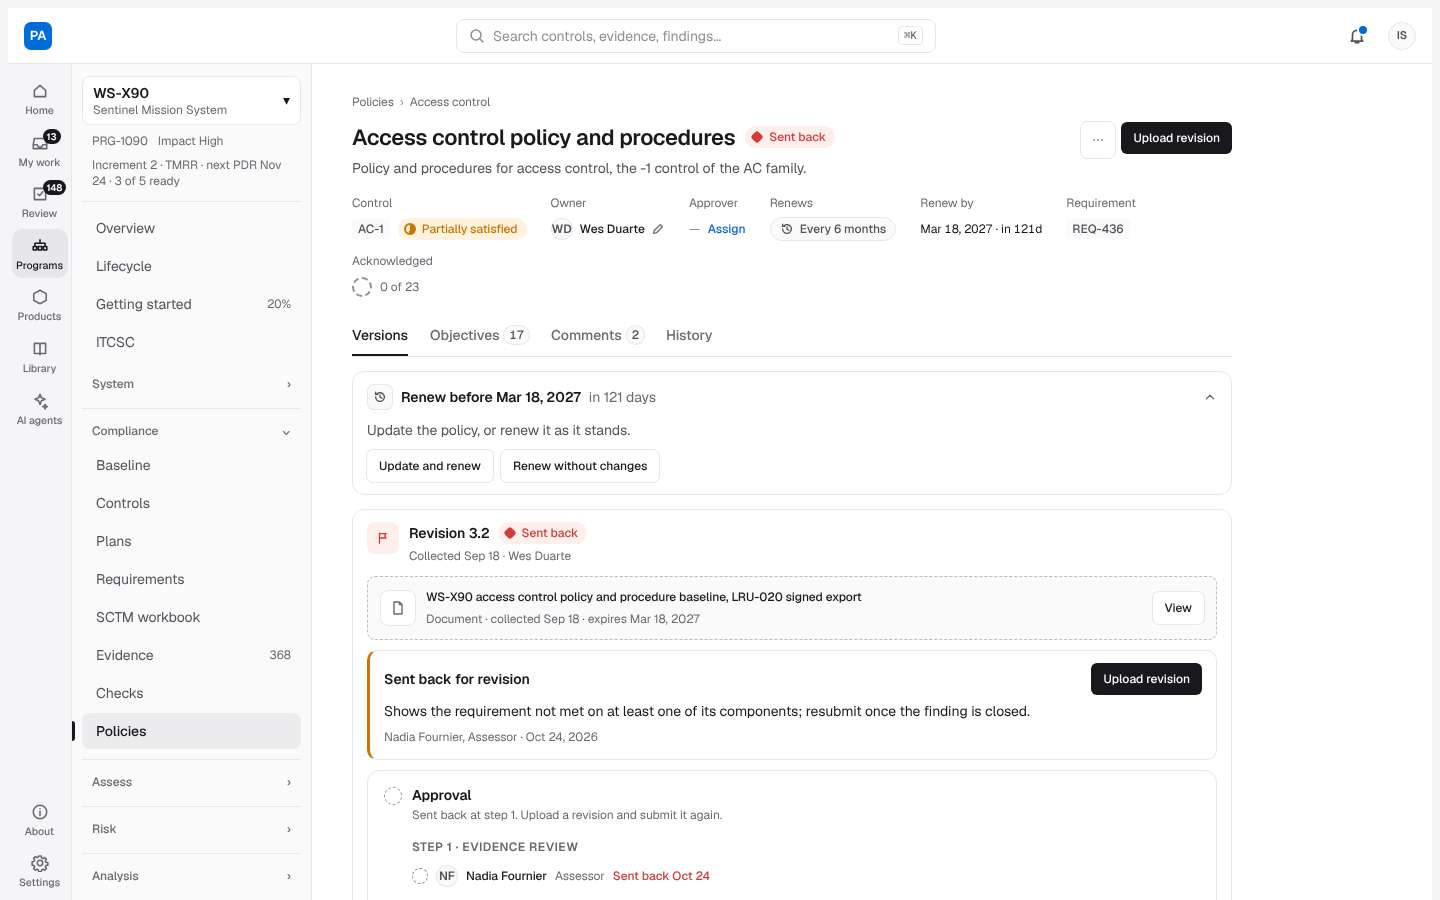 PA
Search controls, evidence, findings...
⌘K
IS
Home
13
My work
148
Review
Programs
Products
Library
AI agents
About
Settings
WS-X90
Sentinel Mission System
PRG-1090 Impact High
Increment 2 · TMRR · next PDR Nov
24 · 3 of 5 ready
Overview
Lifecycle
Getting started 20%
ITCSC
System
Compliance
Baseline
Controls
Plans
Requirements
SCTM workbook
Evidence 368
Checks
Policies
Assess
Risk
Analysis
Policies › Access control
Access control policy and procedures Sent back
... Upload revision
Policy and procedures for access control, the -1 control of the AC family.
Control Owner Approver Renews Renew by Requirement
AC-1 Partially satisfied WD Wes Duarte — Assign Every 6 months Mar 18, 2027 · in 121d REQ-436
Acknowledged
0 of 23
Versions Objectives 17 Comments 2 History
Renew before Mar 18, 2027 in 121 days
Update the policy, or renew it as it stands.
Update and renew Renew without changes
Revision 3.2 Sent back
Collected Sep 18 · Wes Duarte
WS-X90 access control policy and procedure baseline, LRU-020 signed export
Document · collected Sep 18 · expires Mar 18, 2027
View
Sent back for revision
Upload revision
Shows the requirement not met on at least one of its components; resubmit once the finding is closed.
Nadia Fournier, Assessor · Oct 24, 2026
Approval
Sent back at step 1. Upload a revision and submit it again.
STEP 1 · EVIDENCE REVIEW
NF Nadia Fournier Assessor Sent back Oct 24